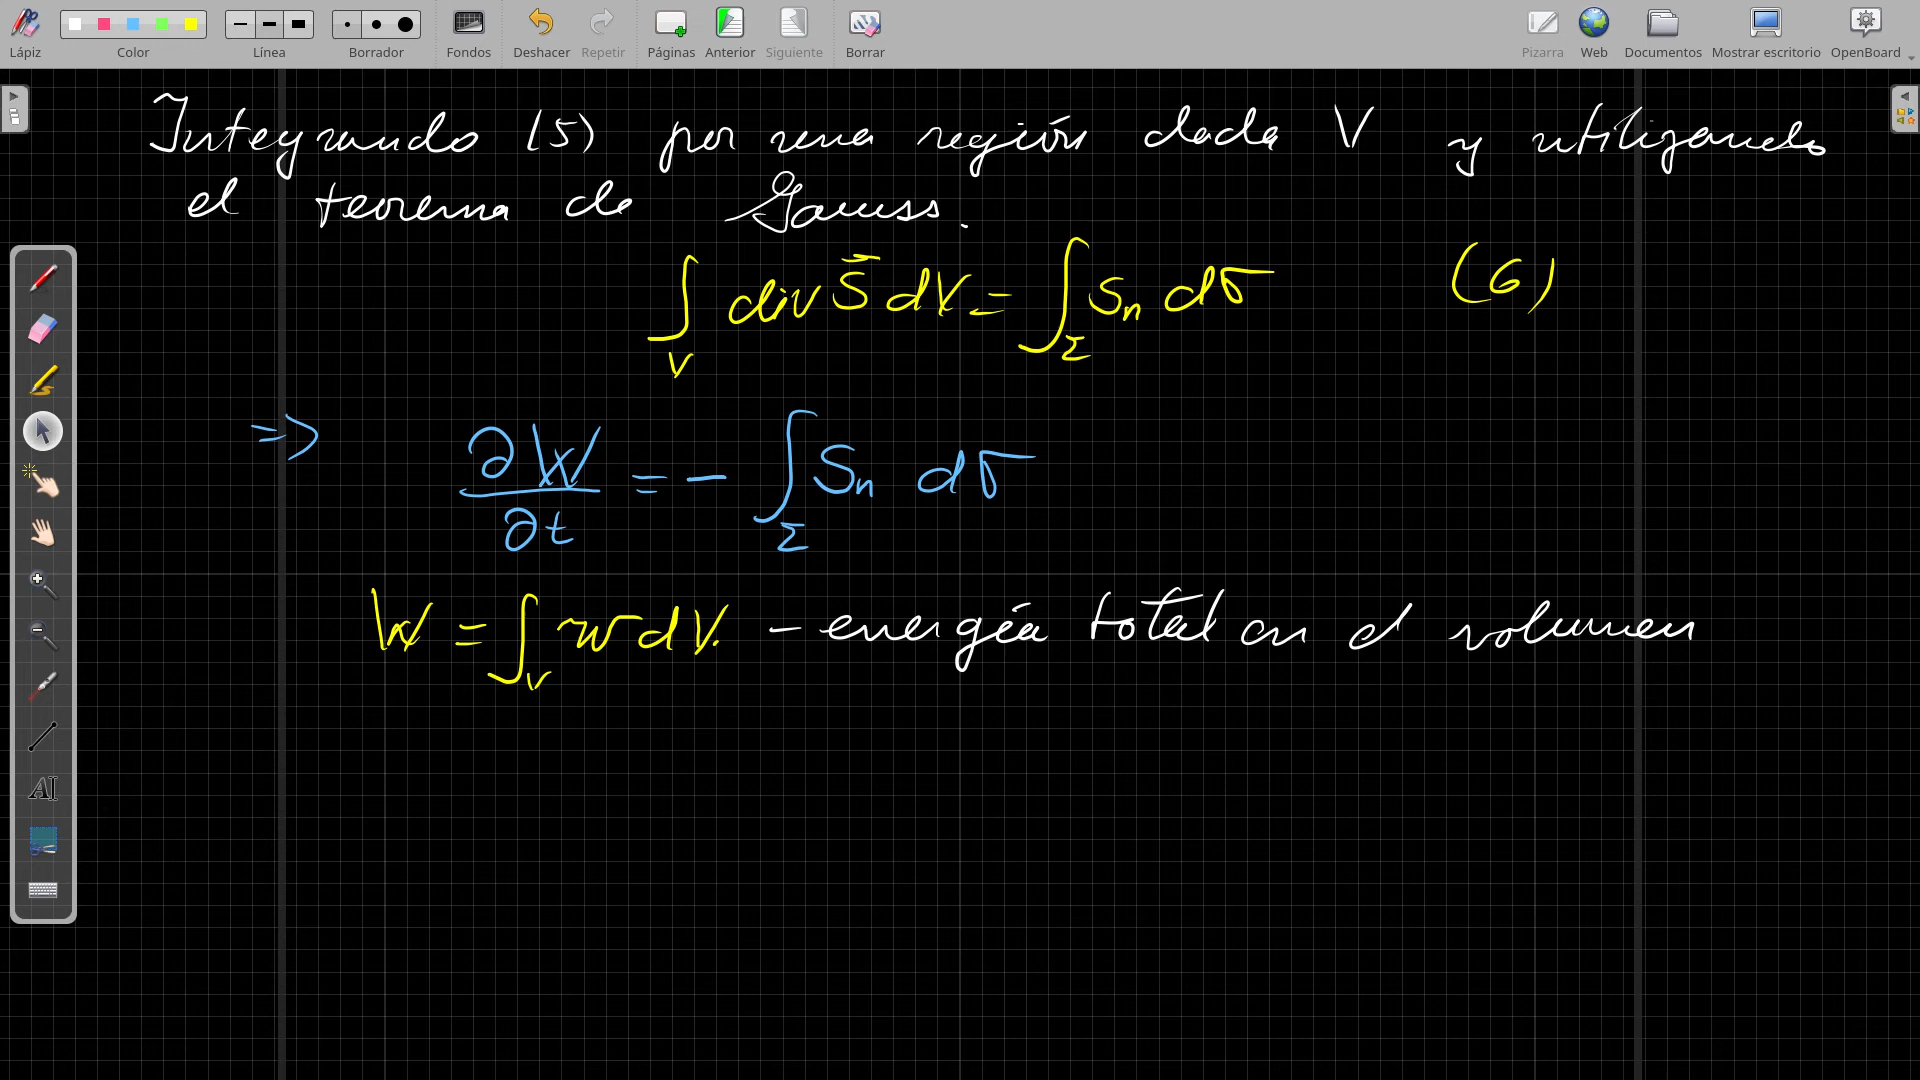 Lápiz Color Línea Borrador Fondos Deshacer Repetir Páginas Anterior Siguiente Borrar Pizarra Web Documentos Mostrar escritorio OpenBoard
Integrando (5) por una región dada V y utilizando
el teorema de Gauss.
∫_V div S⃗ dV = ∫_Σ S_n dσ (6)
=> ∂W/∂t = - ∫_Σ S_n dσ
W = ∫_V w dV. - energía total en el volumen